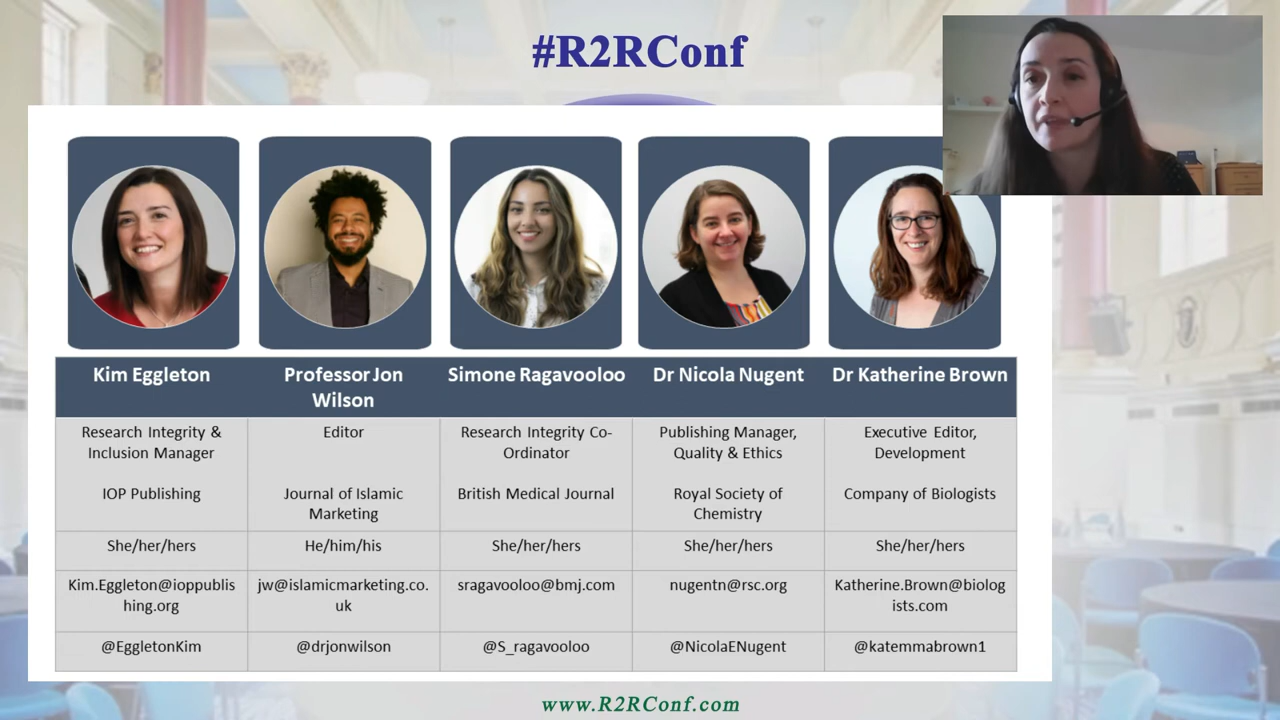 #R2RConf
Kim Eggleton
Professor Jon
Wilson
Simone Ragavooloo
Dr Nicola Nugent
Dr Katherine Brown
Research Integrity &
Inclusion Manager
IOP Publishing
Editor
Journal of Islamic
Marketing
Research Integrity Co-
Ordinator
British Medical Journal
Publishing Manager,
Quality & Ethics
Royal Society of
Chemistry
Executive Editor,
Development
Company of Biologists
She/her/hers
He/him/his
She/her/hers
She/her/hers
She/her/hers
Kim.Eggleton@ioppublis
hing.org
jw@islamicmarketing.co.
uk
sragavooloo@bmj.com
nugentn@rsc.org
Katherine.Brown@biolog
ists.com
@EggletonKim
@drjonwilson
@S_ragavooloo
@NicolaENugent
@katemmabrown1
www.R2RConf.com